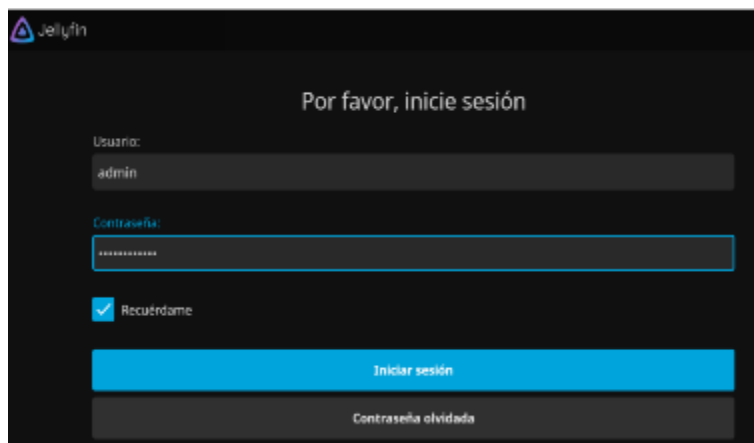 Jellyfin
Por favor, inicie sesión
Usuario:
admin
Contraseña:
••••••••••••
Recuérdame
Iniciar sesión
Contraseña olvidada